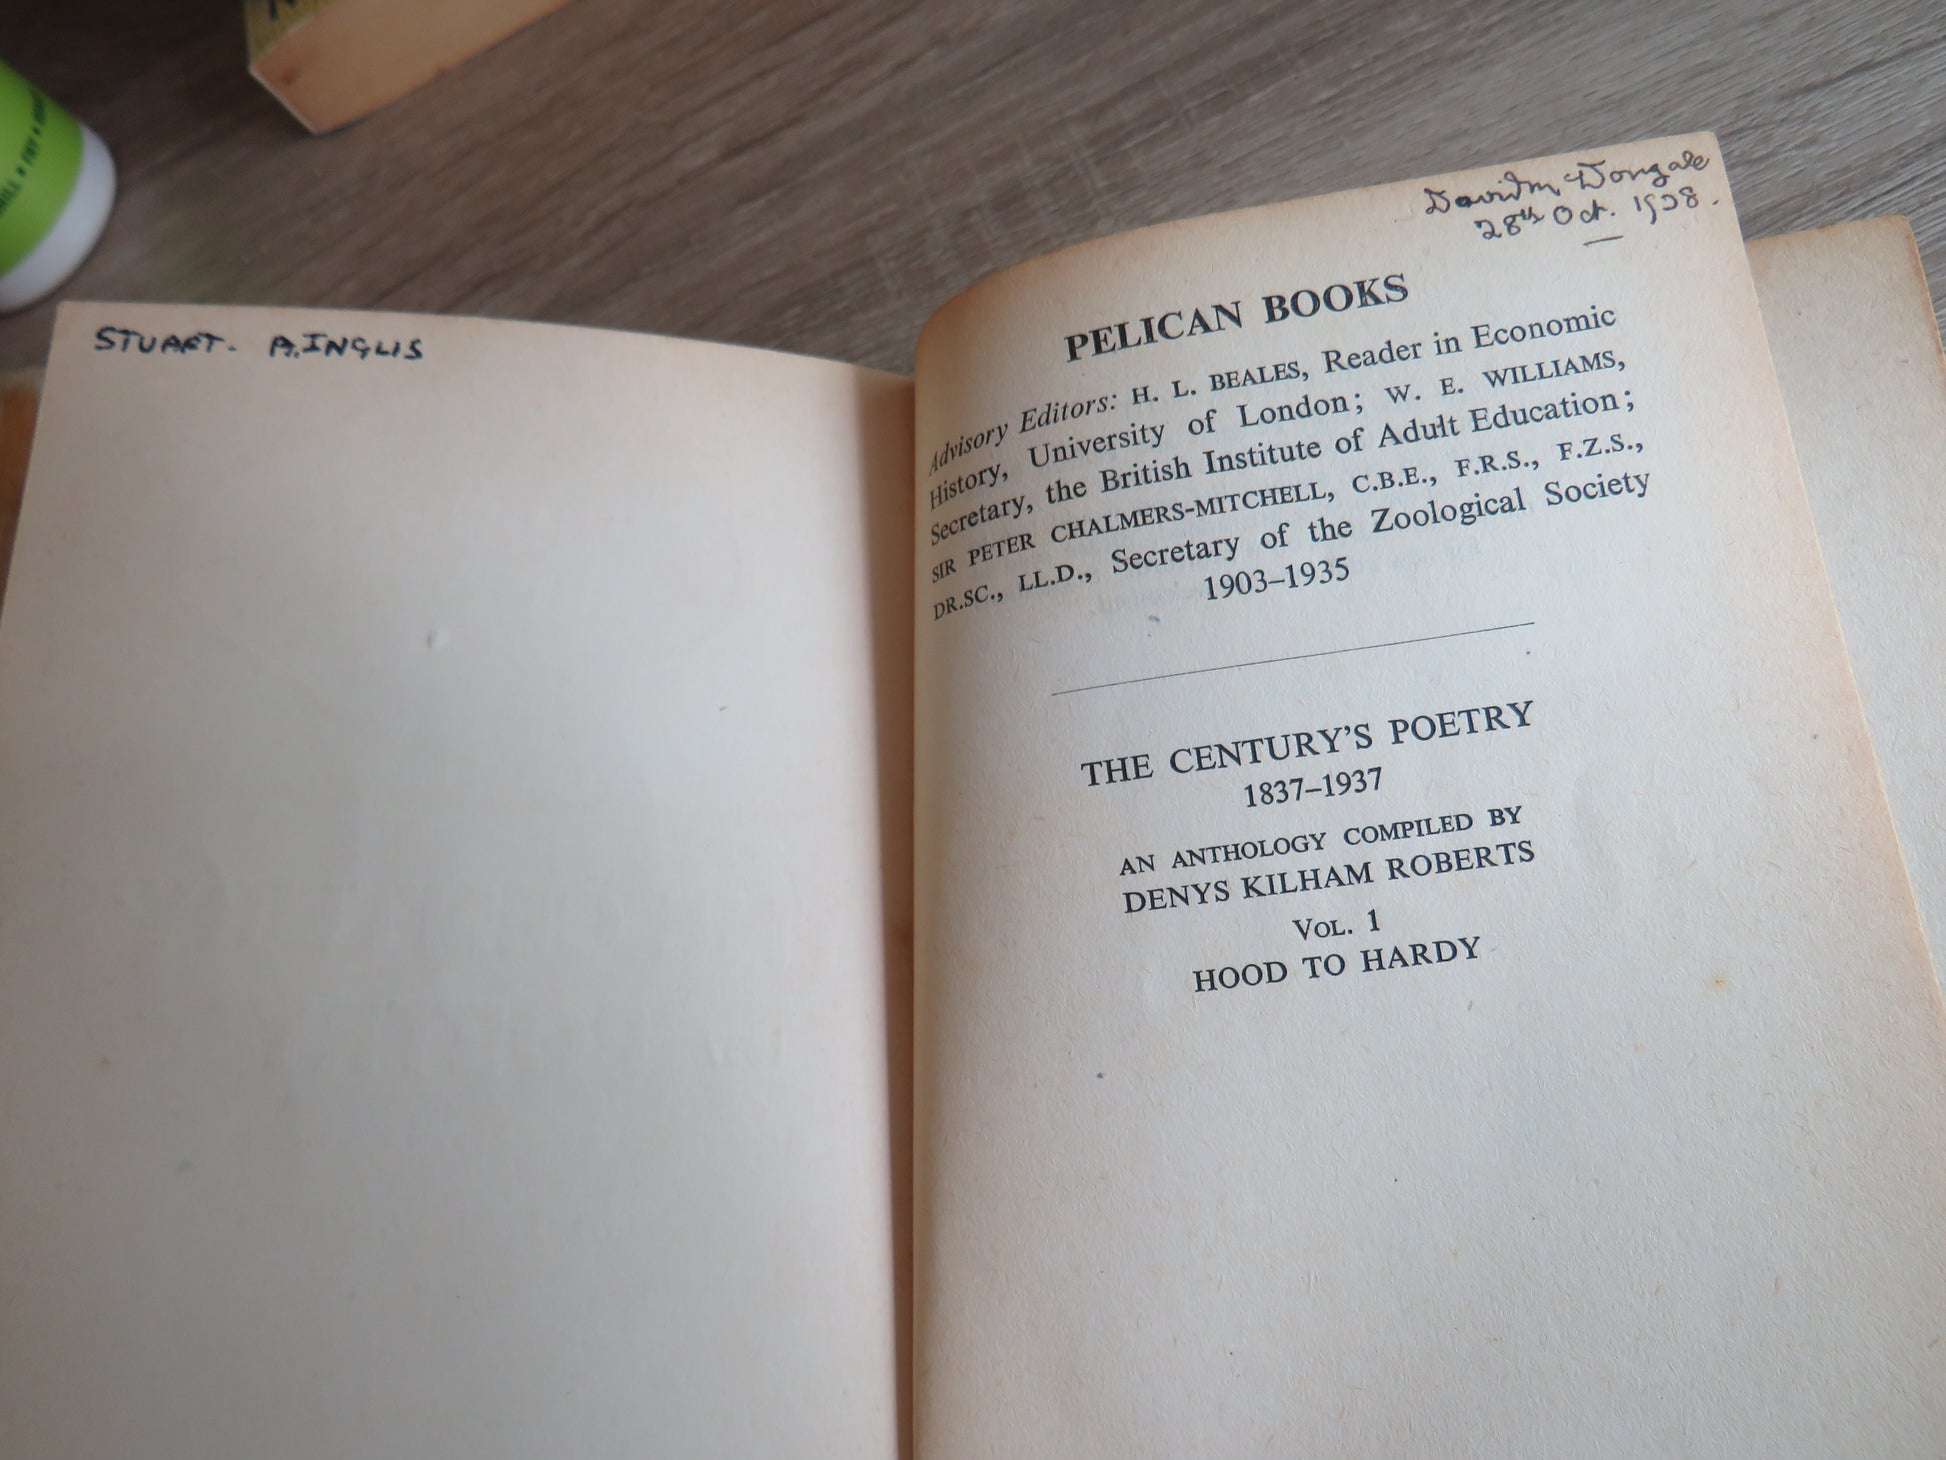 STUART. A. INGLIS
28th Oct. 1938.
PELICAN BOOKS
Advisory Editors: H. L. BEALES, Reader in Economic
History, University of London; W. E. WILLIAMS,
Secretary, the British Institute of Adult Education;
SIR PETER CHALMERS-MITCHELL, C.B.E., F.R.S., F.Z.S.,
DR.SC., LL.D., Secretary of the Zoological Society
1903–1935
THE CENTURY'S POETRY
1837–1937
AN ANTHOLOGY COMPILED BY
DENYS KILHAM ROBERTS
VOL. 1
HOOD TO HARDY